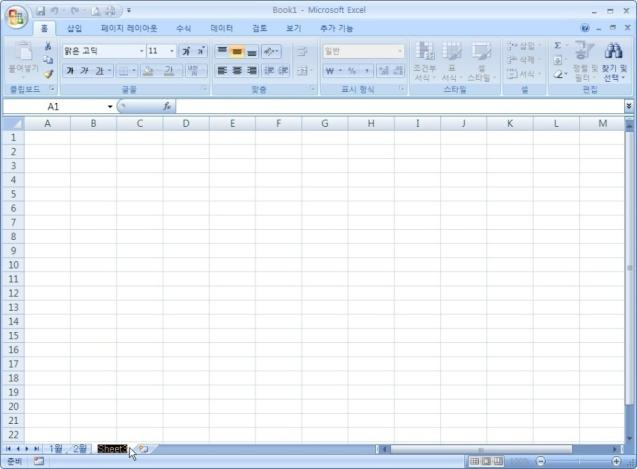 Book1 - Microsoft Excel
홈 삽입 페이지 레이아웃 수식 데이터 검토 보기 추가 기능
맑은 고딕 11 가 가 일반
붙여넣기 가 가 가 조건부 서식 표 서식 셀 스타일 삽입 삭제 서식 정렬 및 필터 찾기 및 선택
클립보드 글꼴 맞춤 표시 형식 스타일 셀 편집
A1 fx
A B C D E F G H I J K L M
1
2
3
4
5
6
7
8
9
10
11
12
13
14
15
16
17
18
19
20
21
22
1월 2월 Sheet3
준비 100%